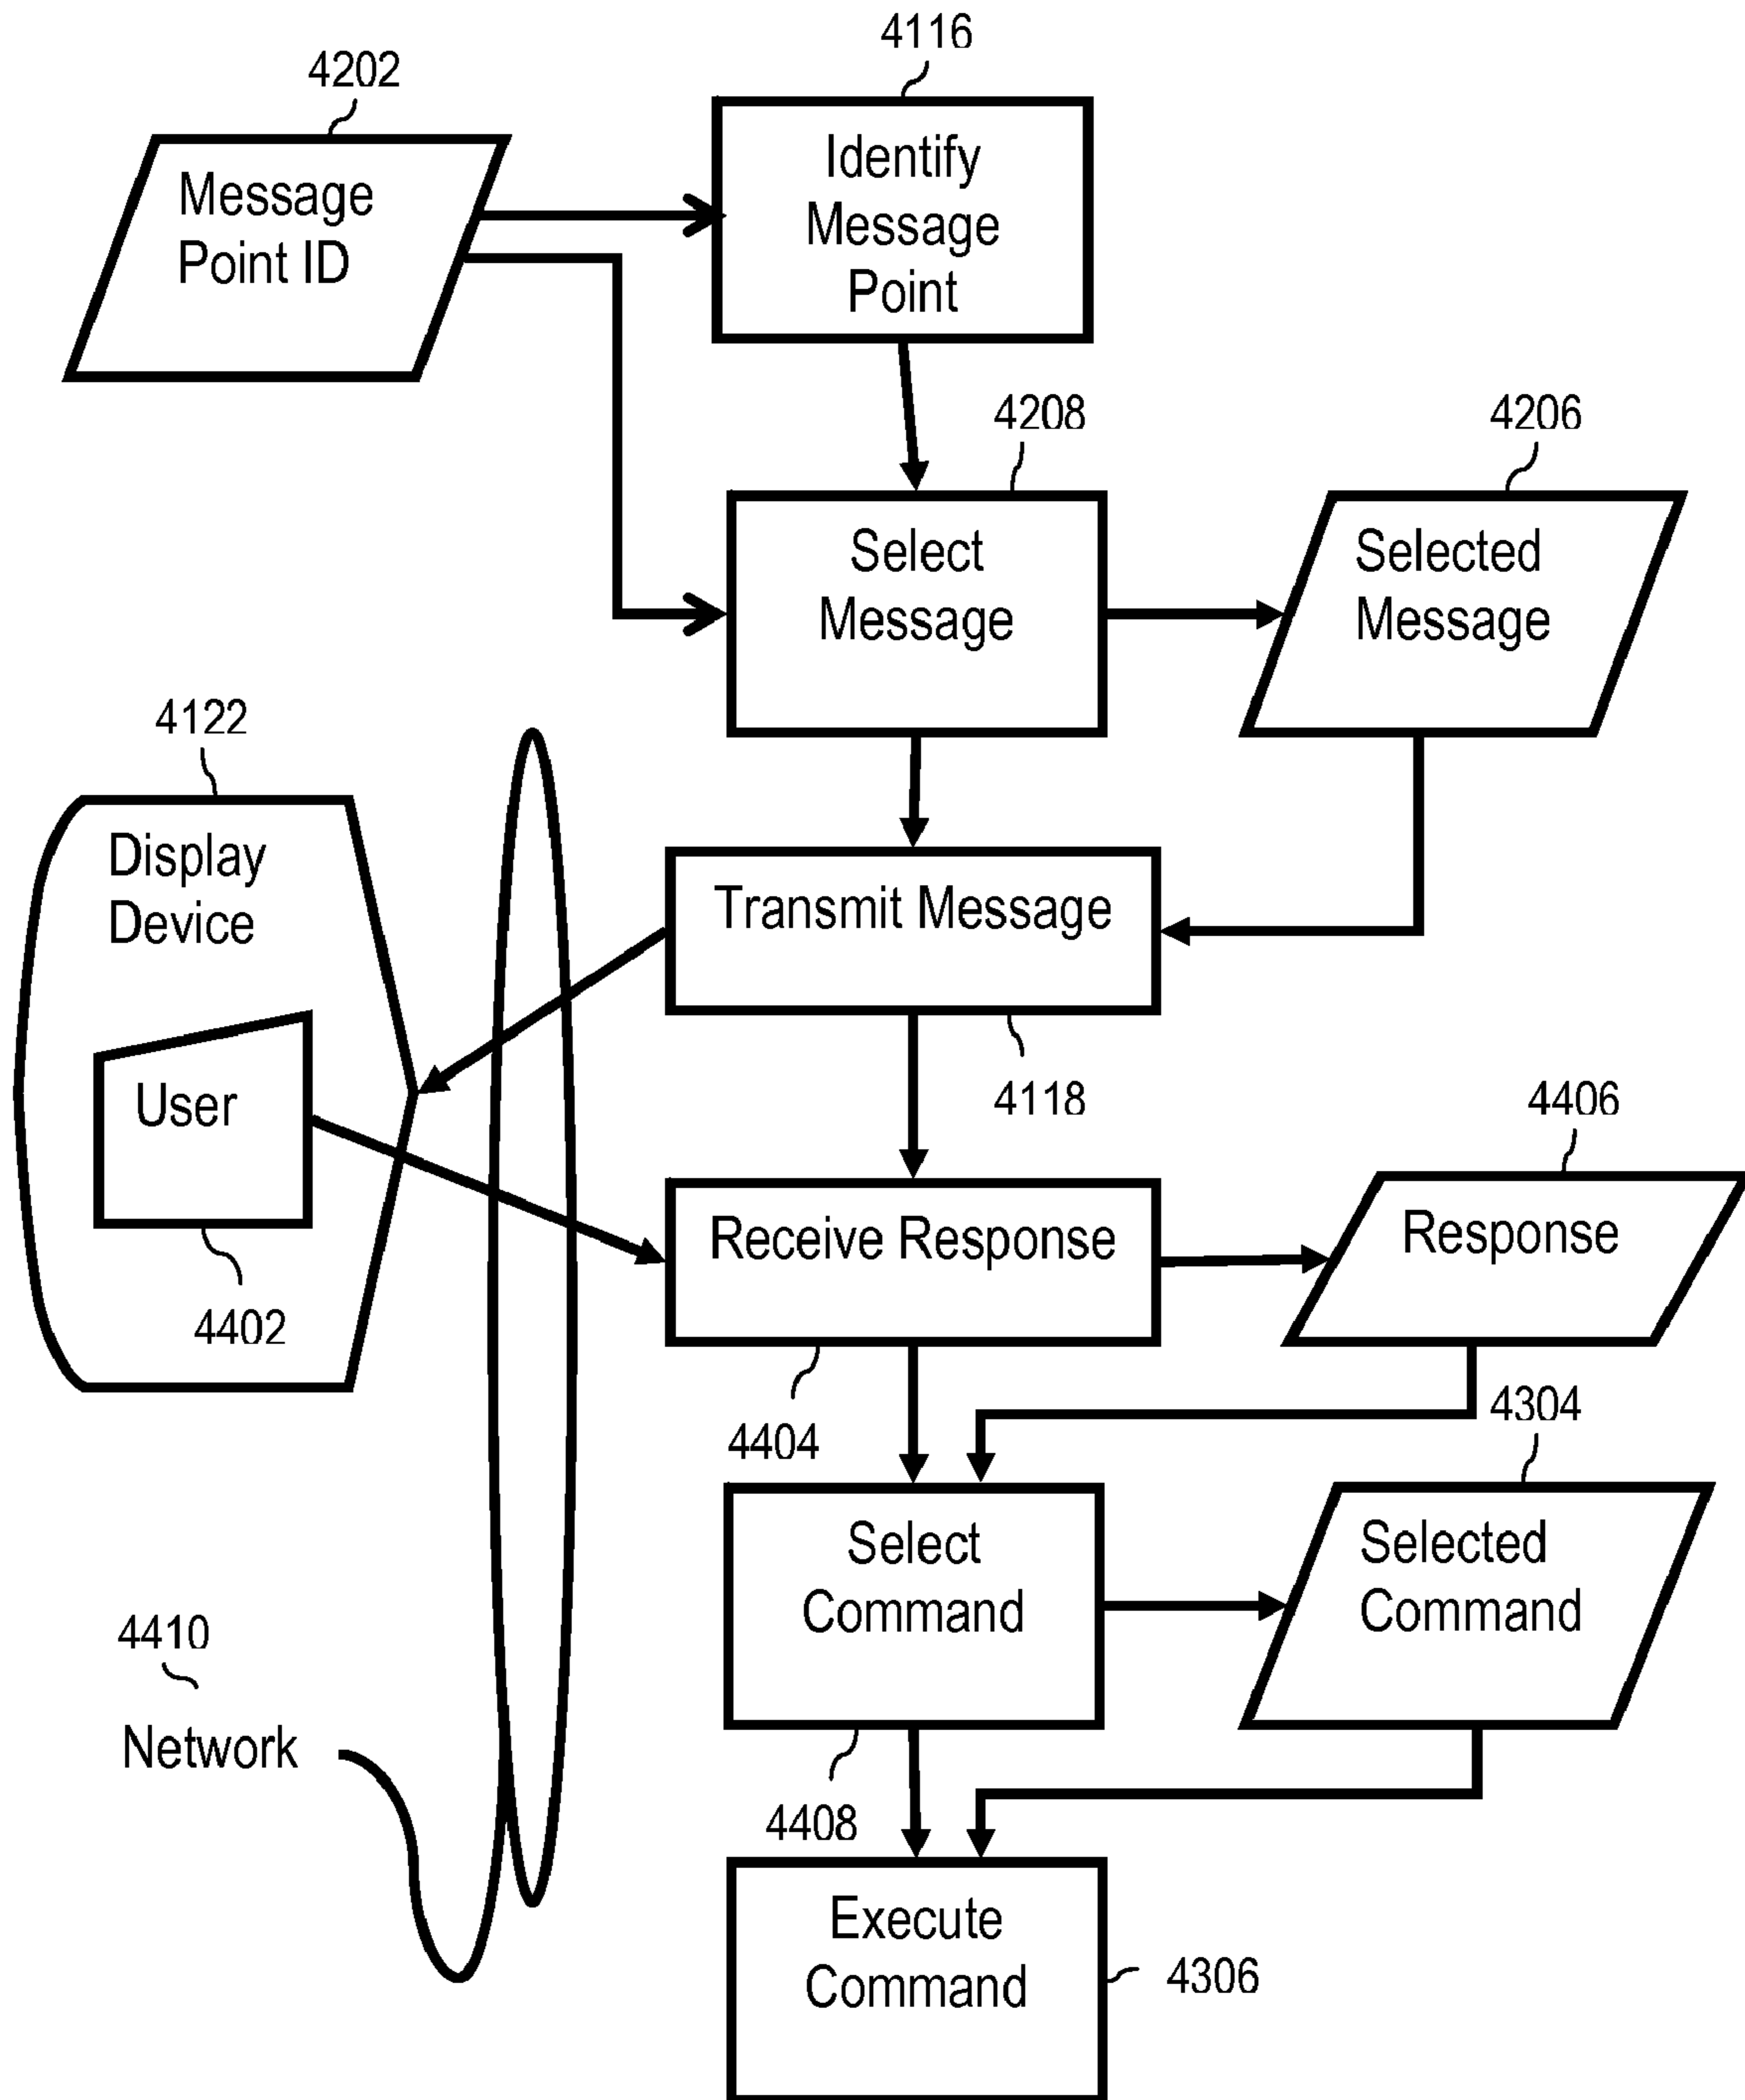 4116
4202
Identify
Message
Point
Message
Point ID
4208
4206
Select
Message
Selected
Message
4122
Display
Device
Transmit Message
User
4118
4406
Receive Response
Response
4402
4404
4304
Select
Command
Selected
Command
4410
Network
4408
Execute
Command
4306